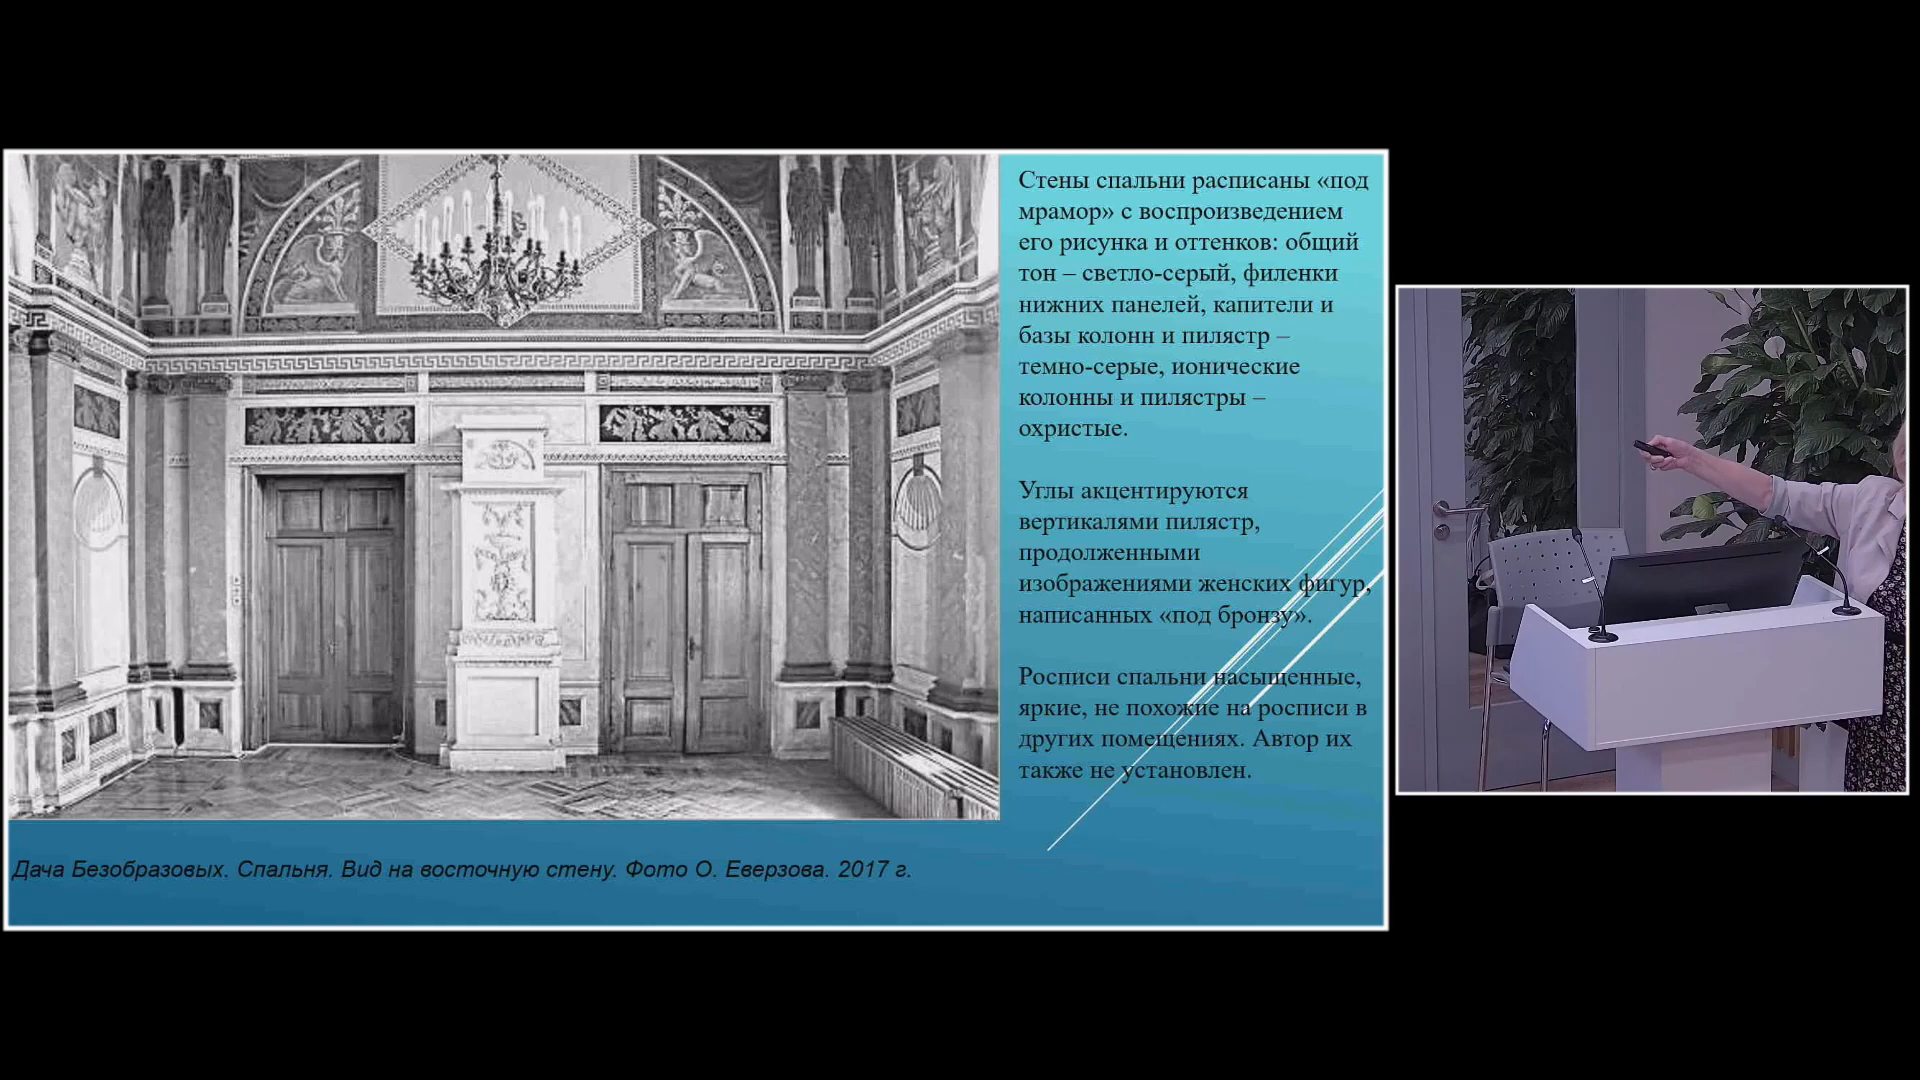 Стены спальни расписаны «под
мрамор» с воспроизведением
его рисунка и оттенков: общий
тон – светло-серый, филенки
нижних панелей, капители и
базы колонн и пилястр –
темно-серые, ионические
колонны и пилястры –
охристые.
Углы акцентируются
вертикалями пилястр,
продолженными
изображениями женских фигур,
написанных «под бронзу».
Росписи спальни насыщенные,
яркие, не похожие на росписи в
других помещениях. Автор их
также не установлен.
Дача Безобразовых. Спальня. Вид на восточную стену. Фото О. Еверзова. 2017 г.